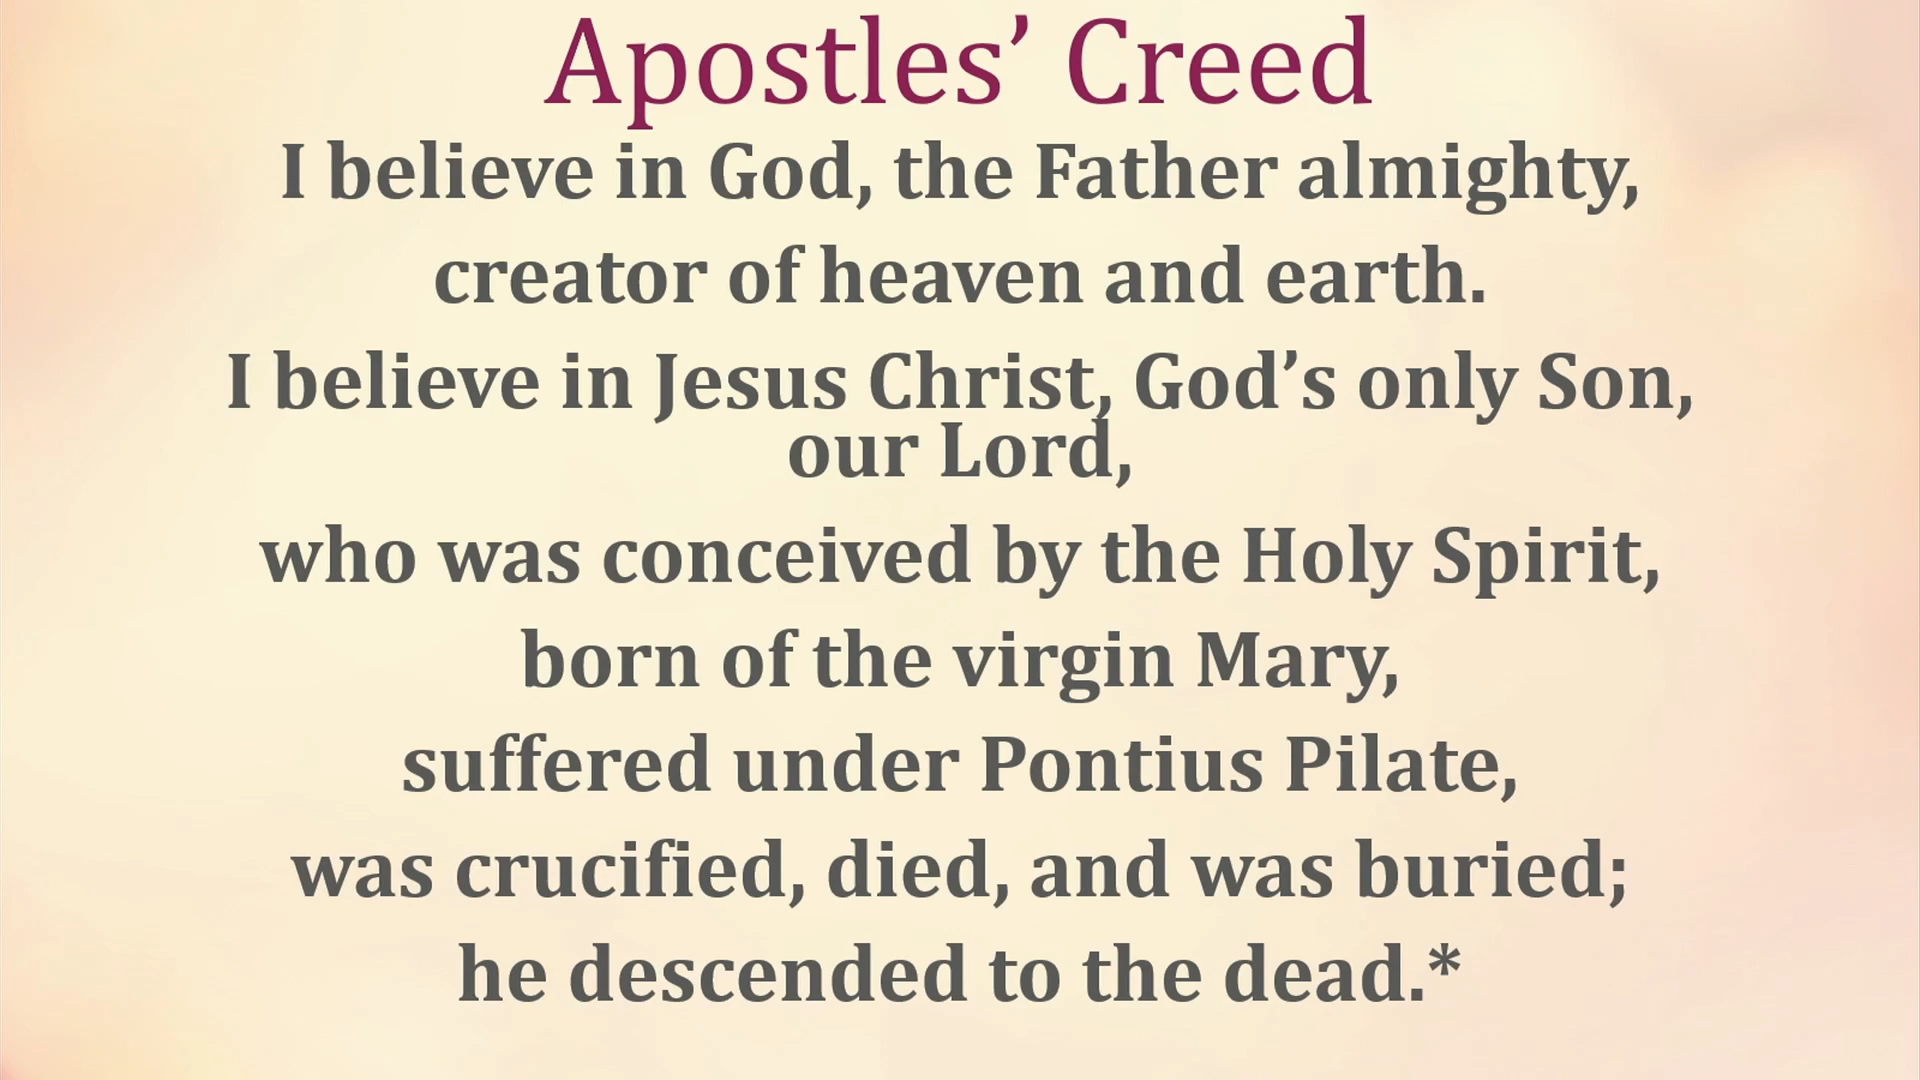 Apostles’ Creed
I believe in God, the Father almighty,
creator of heaven and earth.
I believe in Jesus Christ, God’s only Son,
our Lord,
who was conceived by the Holy Spirit,
born of the virgin Mary,
suffered under Pontius Pilate,
was crucified, died, and was buried;
he descended to the dead.*